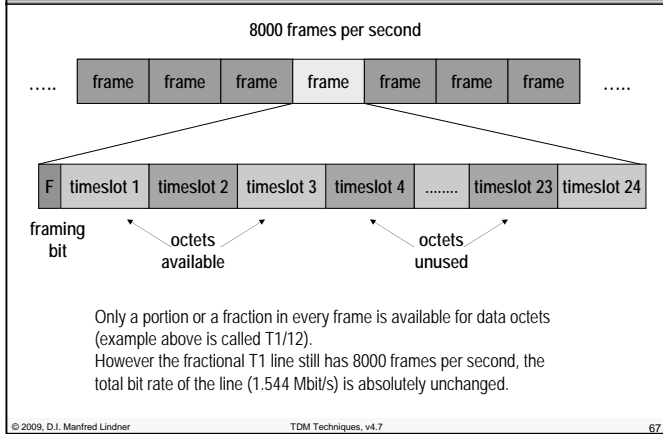 8000 frames per second
..... frame frame frame frame frame frame frame .....
F timeslot 1 timeslot 2 timeslot 3 timeslot 4 ........ timeslot 23 timeslot 24
framing
bit
octets
available
octets
unused
Only a portion or a fraction in every frame is available for data octets
(example above is called T1/12).
However the fractional T1 line still has 8000 frames per second, the
total bit rate of the line (1.544 Mbit/s) is absolutely unchanged.
© 2009, D.I. Manfred Lindner TDM Techniques, v4.7 67